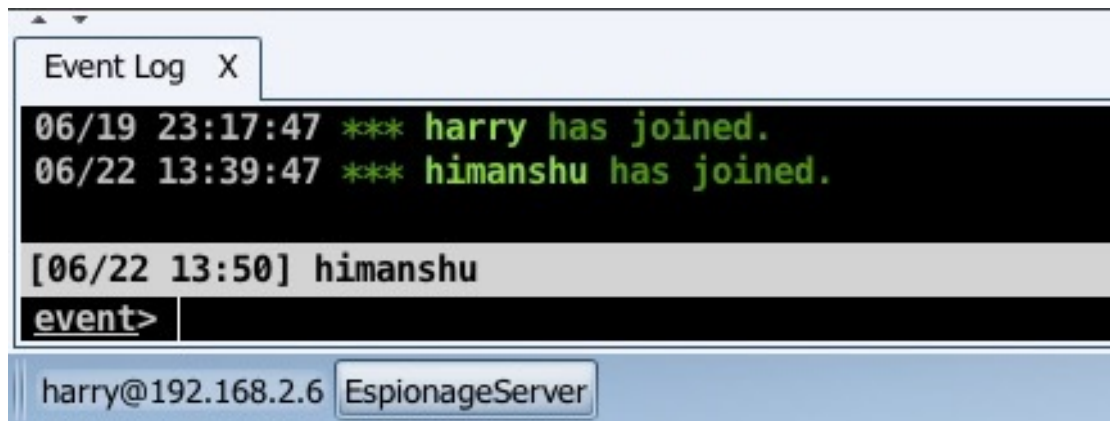 Event Log X
06/19 23:17:47 *** harry has joined.
06/22 13:39:47 *** himanshu has joined.
[06/22 13:50] himanshu
event>
harry@192.168.2.6 EspionageServer